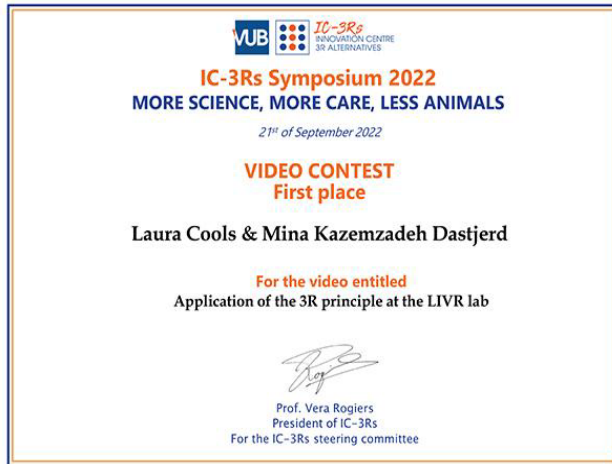 VUB
IC-3Rs
INNOVATION CENTRE
3R ALTERNATIVES
IC-3Rs Symposium 2022
MORE SCIENCE, MORE CARE, LESS ANIMALS
21st of September 2022
VIDEO CONTEST
First place
Laura Cools & Mina Kazemzadeh Dastjerd
For the video entitled
Application of the 3R principle at the LIVR lab
Prof. Vera Rogiers
President of IC-3Rs
For the IC-3Rs steering committee